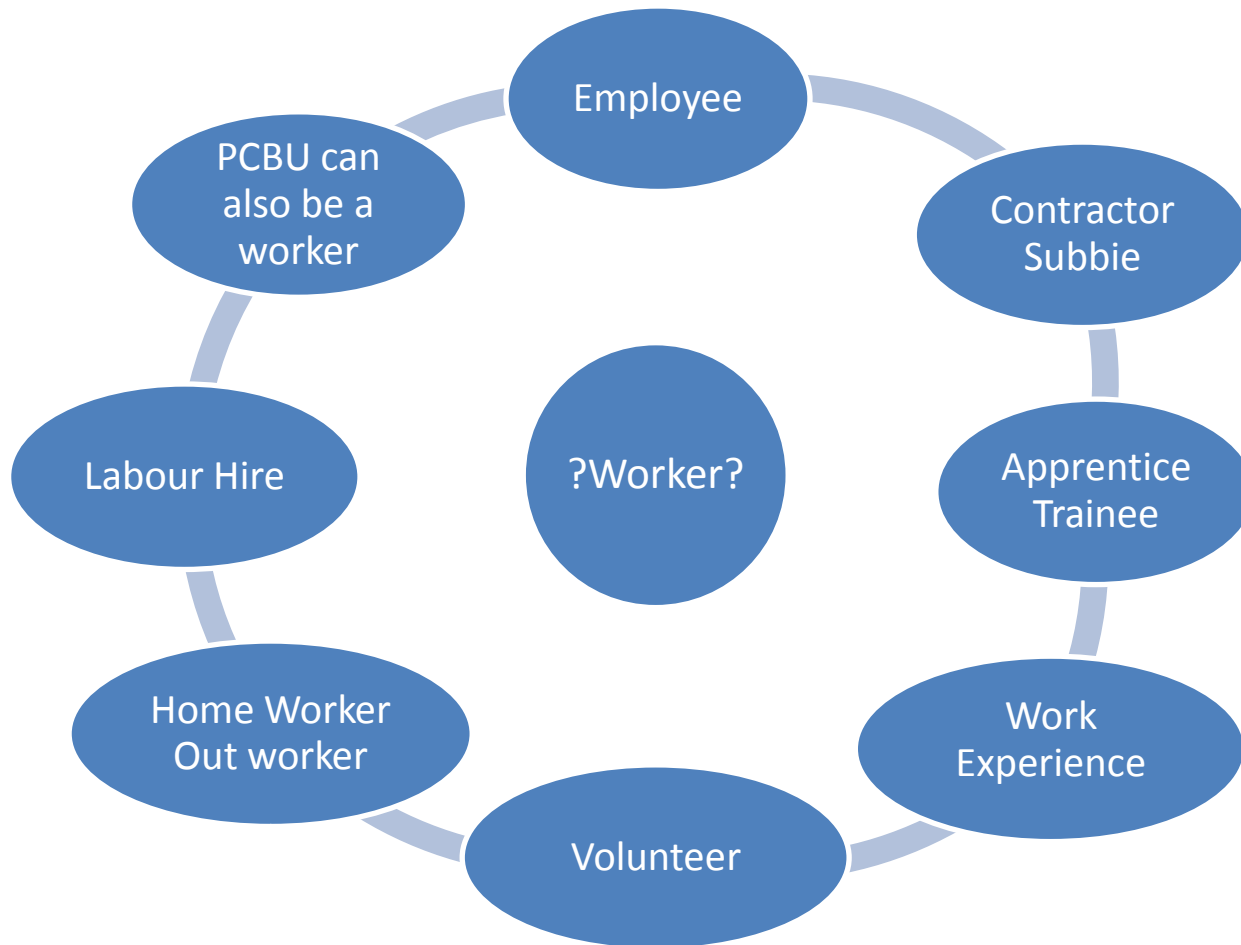 Employee
Contractor
Subbie
Apprentice
Trainee
Work
Experience
Volunteer
Home Worker
Out worker
Labour Hire
PCBU can
also be a
worker
?Worker?